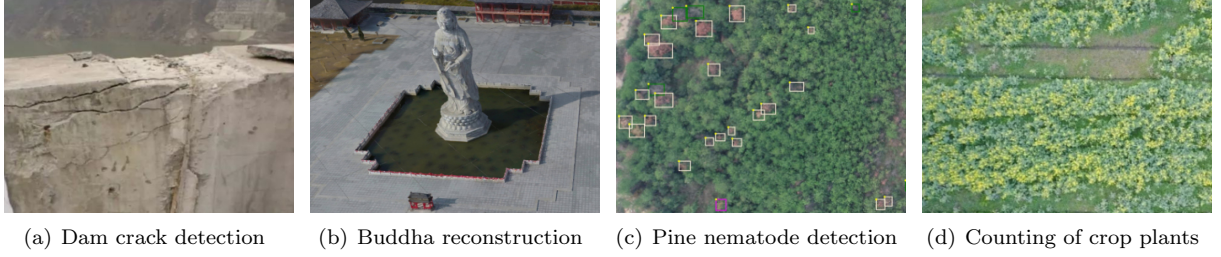 (a) Dam crack detection
(b) Buddha reconstruction
(c) Pine nematode detection
(d) Counting of crop plants